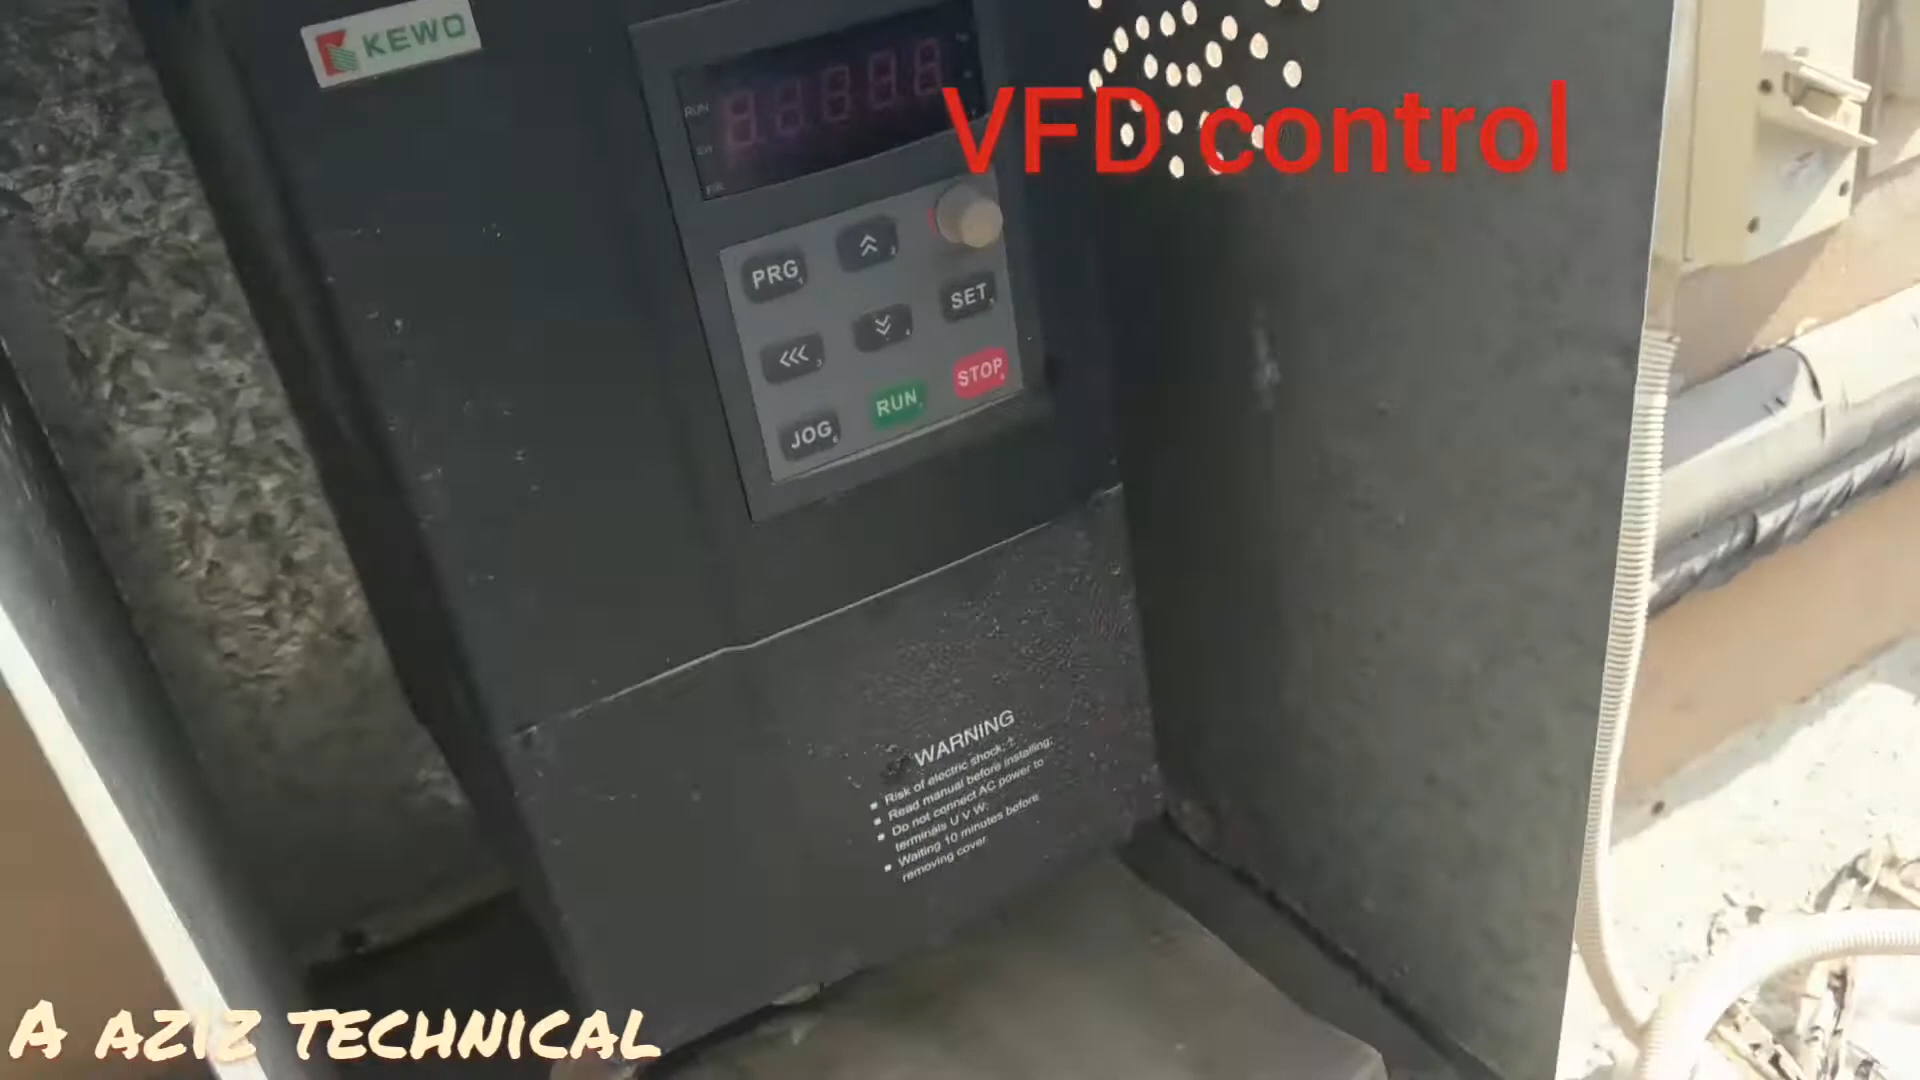 KEWO
RUN
VFD control
PRG
SET
STOP
RUN
JOG
WARNING
Risk of electric shock;
Read manual before installing;
Do not connect AC power to
terminals U V W;
Waiting 10 minutes before
removing cover
A AZIZ TECHNICAL